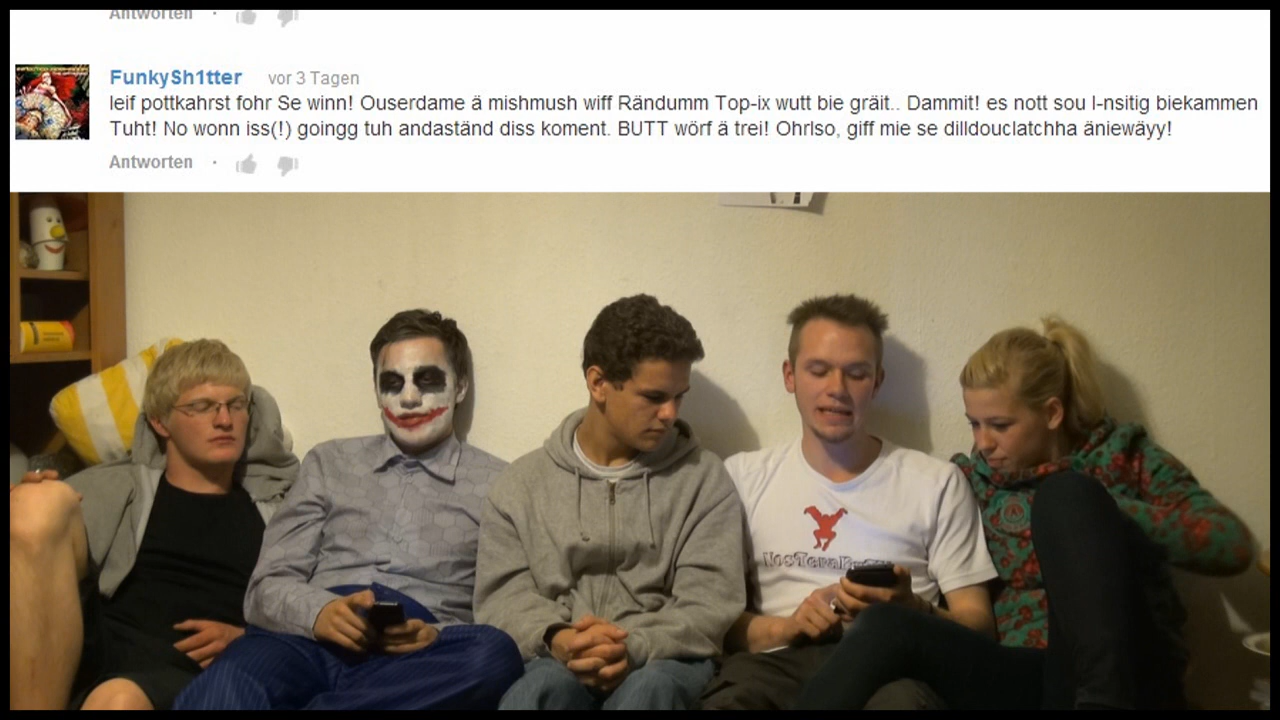 Antworten ·
FunkySh1tter vor 3 Tagen
leif pottkahrst fohr Se winn! Ouserdame ä mishmush wiff Rändumm Top-ix wutt bie gräit.. Dammit! es nott sou I-nsitig biekammen
Tuht! No wonn iss(!) goingg tuh andaständ diss koment. BUTT wörf ä trei! Ohrlso, giff mie se dilldouclatchha äniewäyy!
Antworten ·